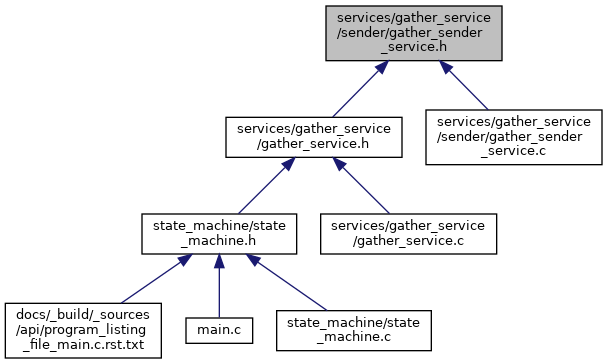 services/gather_service
/sender/gather_sender
_service.h
services/gather_service
/gather_service.h
services/gather_service
/sender/gather_sender
_service.c
state_machine/state
_machine.h
services/gather_service
/gather_service.c
docs/_build/_sources
/api/program_listing
_file_main.c.rst.txt
main.c
state_machine/state
_machine.c